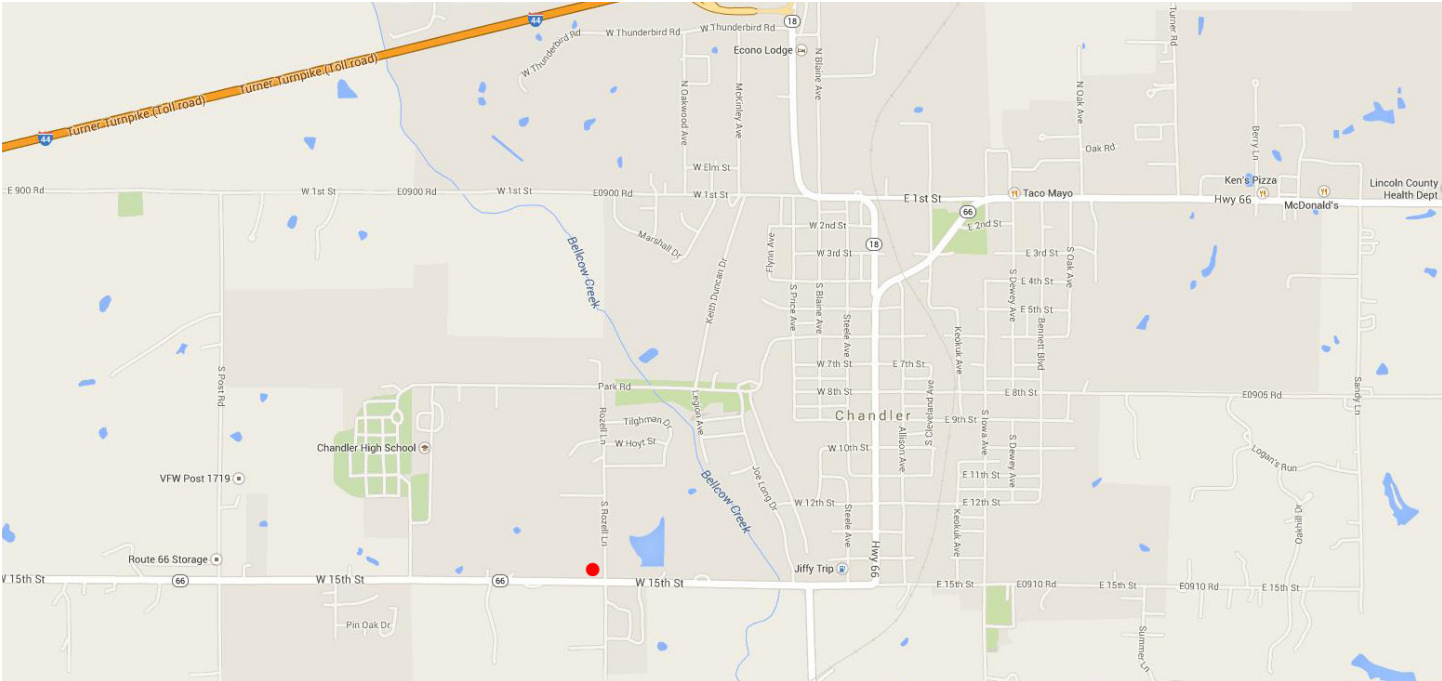 44
18
W Thunderbird Rd
W Thunderbird Rd
Turner Rd
W Thunderbird Rd
Econo Lodge
N Blaine Ave
Turner Turnpike (Toll road)
Turner Turnpike (Toll road)
44
N Oakwood Ave
McKinley Ave
N Oak Ave
Berry Ln
Oak Rd
W Elm St
Ken's Pizza
Lincoln County
Health Dept
E 900 Rd
W 1st St
E0900 Rd
W 1st St
E0900 Rd
W 1st St
E 1st St
Taco Mayo
Hwy 66
McDonald's
66
W 2nd St
E 2nd St
Marshall Dr
Flynn Ave
18
Bellcow Creek
W 3rd St
E 3rd St
S Oak Ave
Keith Duncan Dr
S Price Ave
S Blaine Ave
E 4th St
S Dewey Ave
E 5th St
Steele Ave
Keokuk Ave
Bennett Blvd
S Post Rd
W 7th St
E 7th St
Park Rd
W 8th St
E 8th St
E0905 Rd
Sandy Ln
Legion Ave
Chandler
S Cleveland Ave
Rozell Ln
Tilghman Dr
E 9th St
S Iowa Ave
Chandler High School
W Hoyt St
W 10th St
Allison Ave
S Dewey Ave
Logan's Run
VFW Post 1719
Bellcow Creek
Joe Long Dr
E 11th St
W 12th St
E 12th St
S Rozell Ln
Steele Ave
Keokuk Ave
Oakhill Dr
Route 66 Storage
Jiffy Trip
Hwy 66
W 15th St
66
W 15th St
66
W 15th St
E 15th St
E0910 Rd
E 15th St
E0910 Rd
E 15th St
Pin Oak Dr
Summer Ln